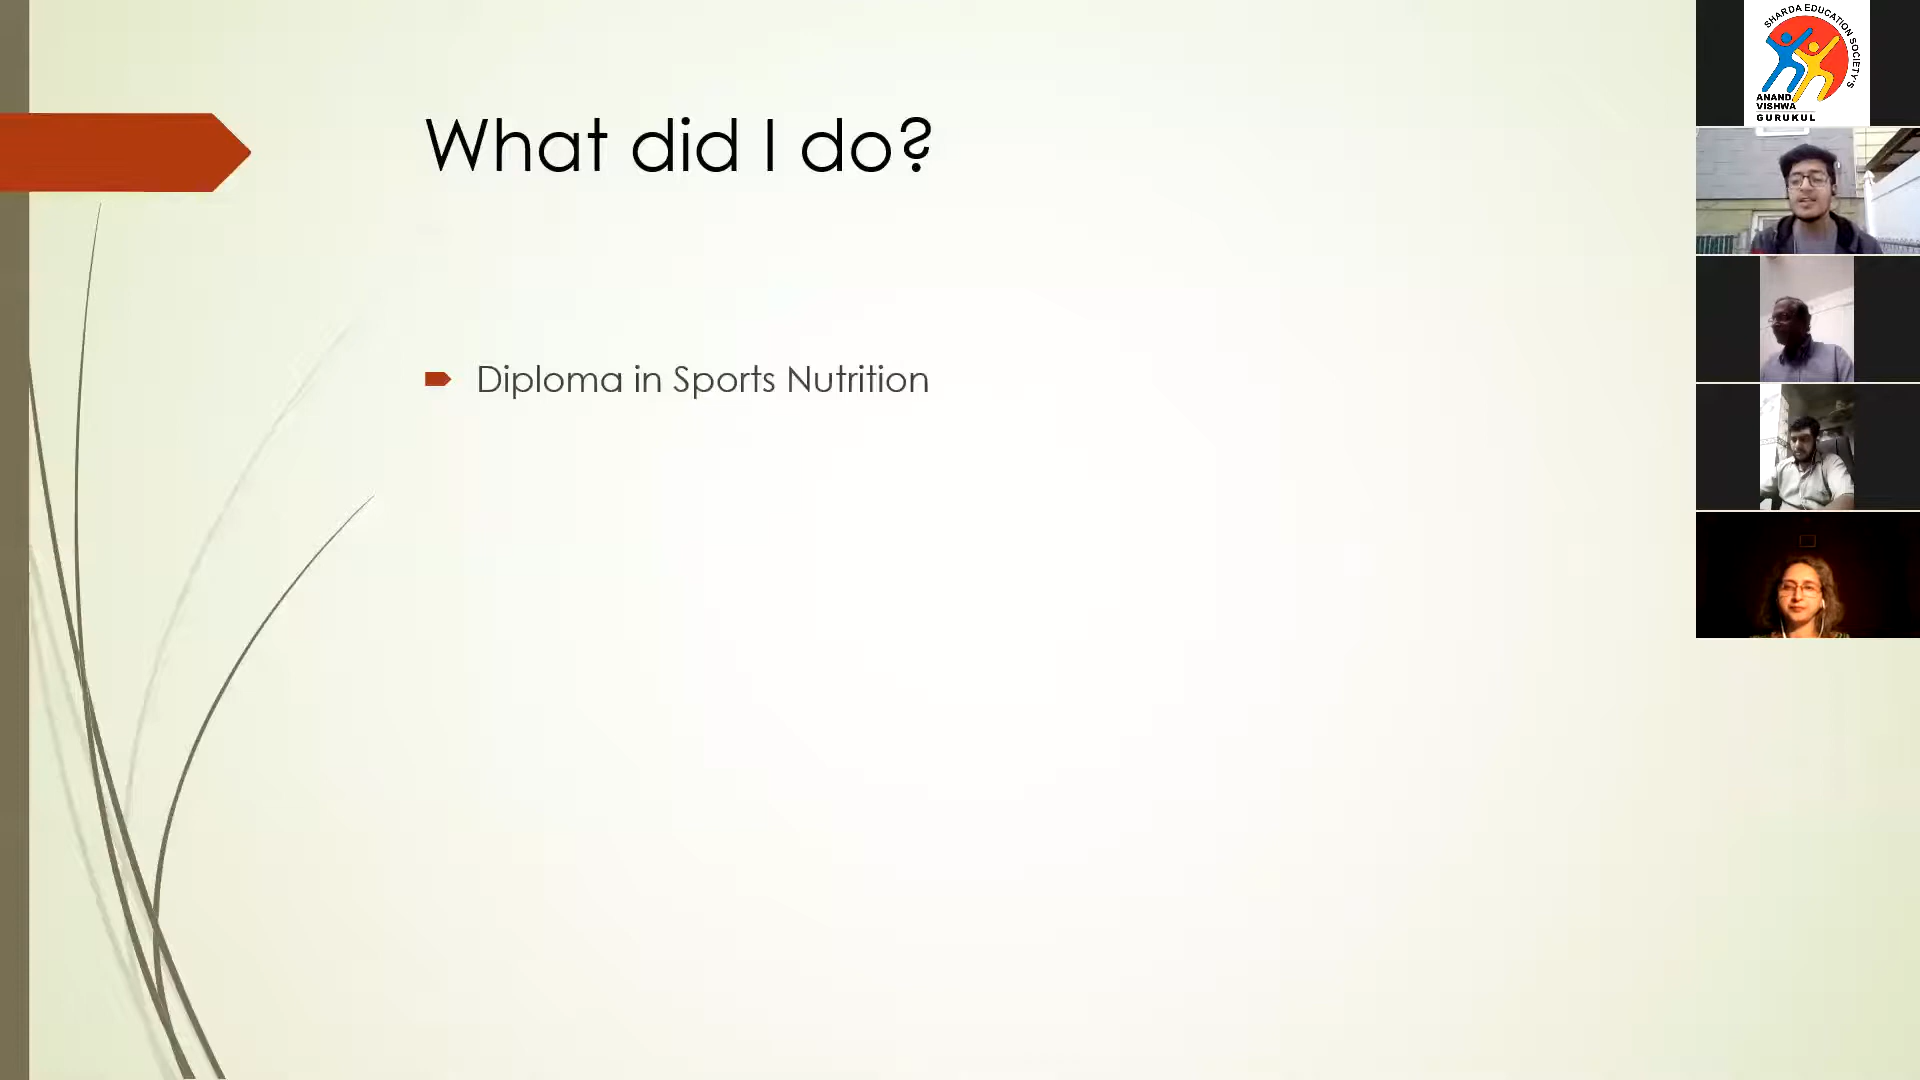 What did I do?
Diploma in Sports Nutrition
SHARDA EDUCATION SOCIETY'S
ANAND
VISHWA
GURUKUL